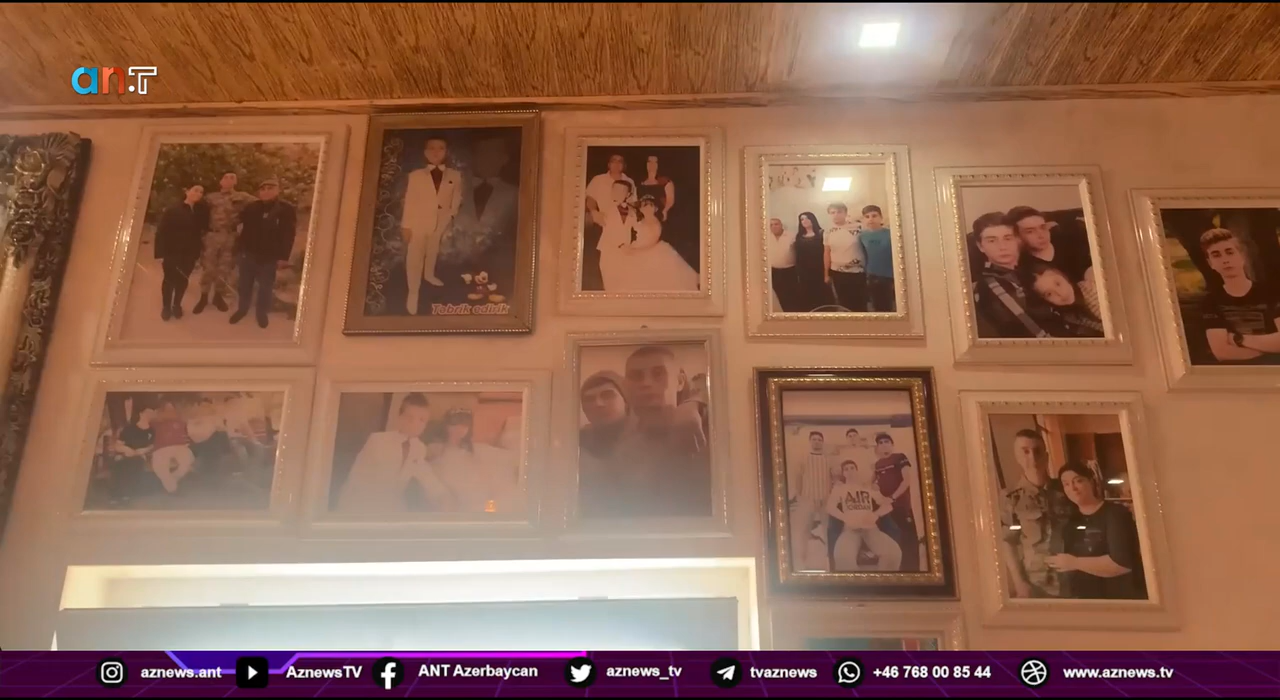 an.T
Təbrik edirik
AIR
JORDAN
aznews.ant
AznewsTV
ANT Azerbaycan
aznews_tv
tvaznews
+46 768 00 85 44
www.aznews.tv